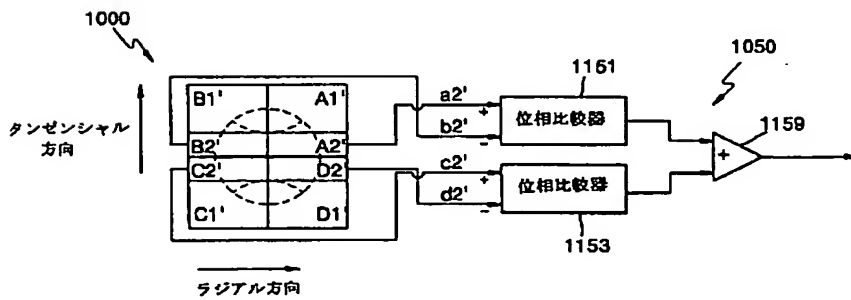 1000
1050
1161
1159
B1' A1'
a2'
+
位相比較器
タンゼンシャル
方向
b2'
-
+
B2' A2'
C2' D2
c2'
+
位相比較器
d2'
-
C1' D1'
1153
ラジアル方向